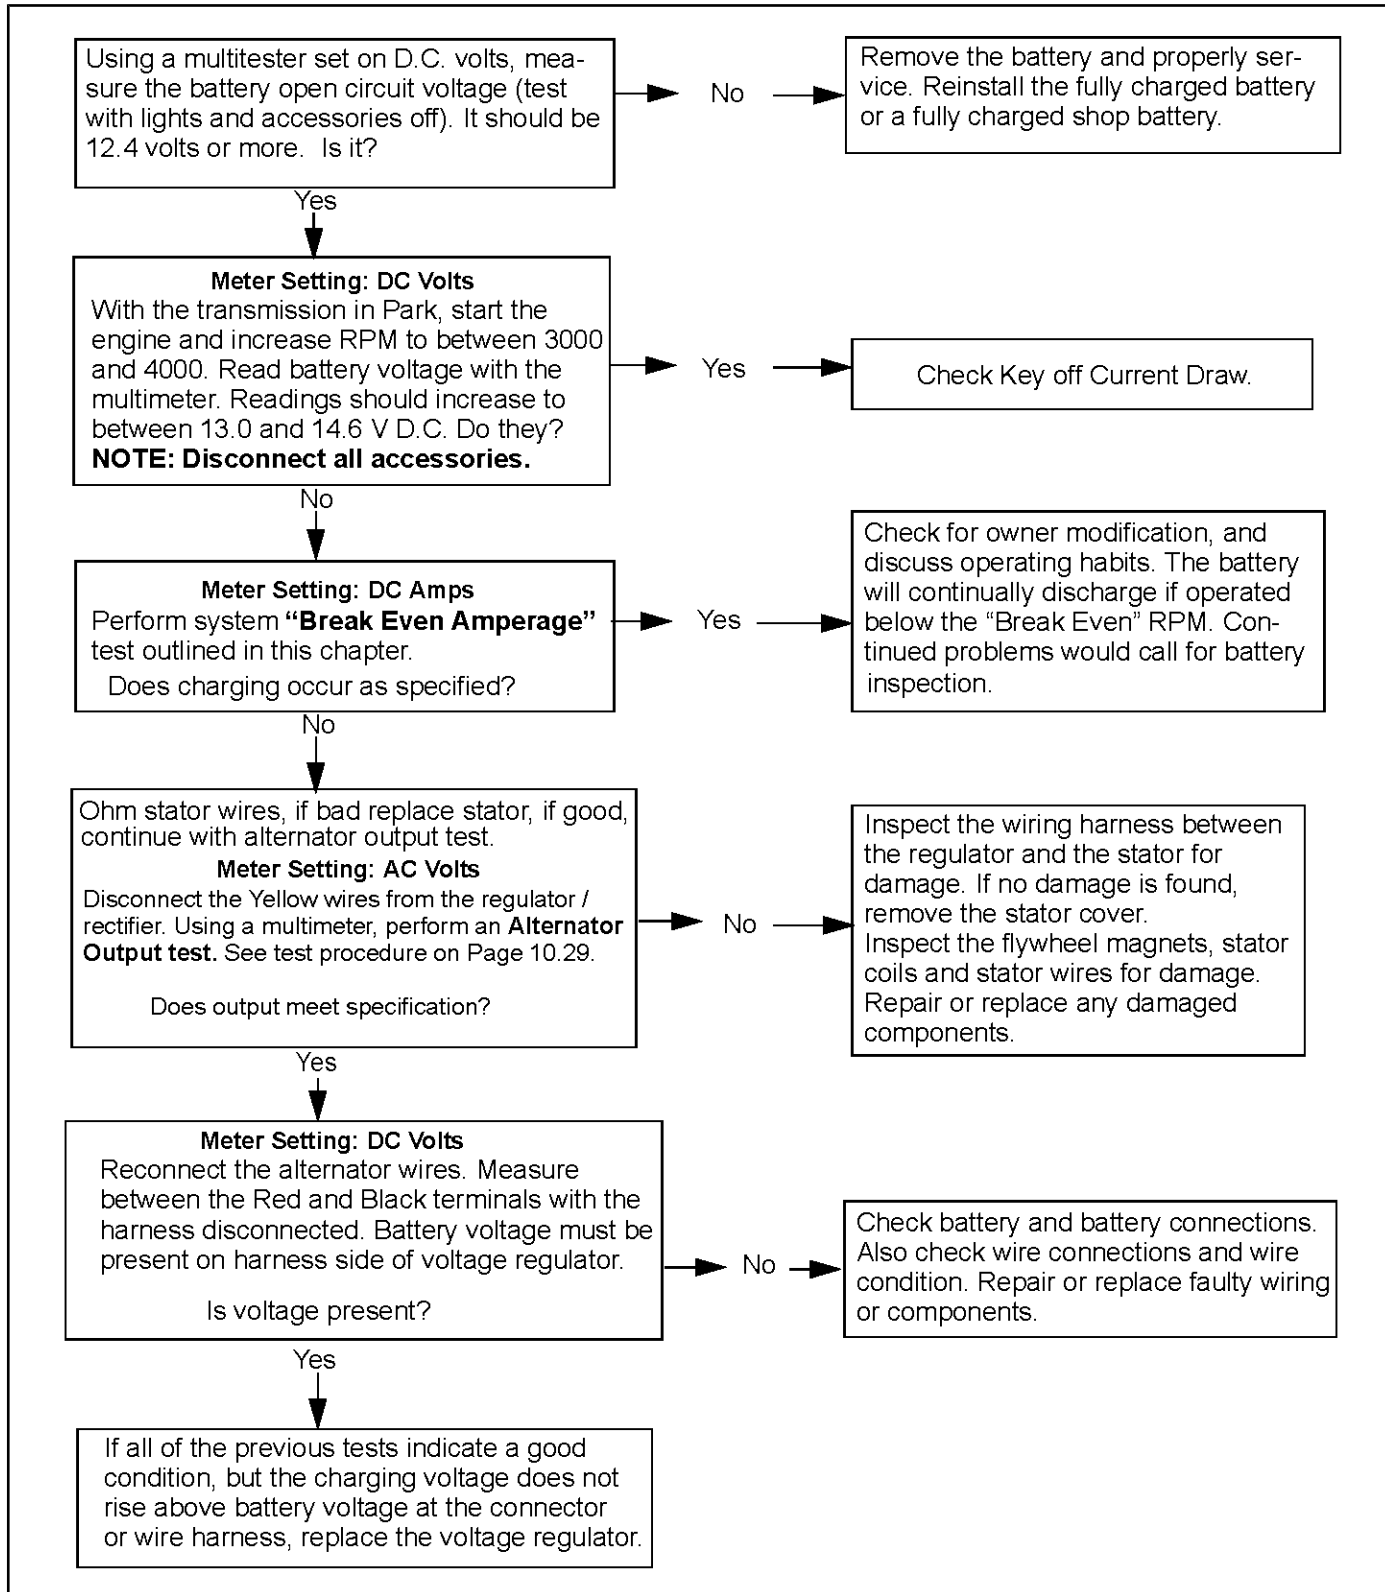 Using a multitester set on D.C. volts, mea-
sure the battery open circuit voltage (test
with lights and accessories off). It should be
12.4 volts or more. Is it?
No
Remove the battery and properly ser-
vice. Reinstall the fully charged battery
or a fully charged shop battery.
Yes
Meter Setting: DC Volts
With the transmission in Park, start the
engine and increase RPM to between 3000
and 4000. Read battery voltage with the
multimeter. Readings should increase to
between 13.0 and 14.6 V D.C. Do they?
NOTE: Disconnect all accessories.
Yes
Check Key off Current Draw.
No
Meter Setting: DC Amps
Perform system “Break Even Amperage”
test outlined in this chapter.
Does charging occur as specified?
Yes
Check for owner modification, and
discuss operating habits. The battery
will continually discharge if operated
below the “Break Even” RPM. Con-
tinued problems would call for battery
inspection.
No
Ohm stator wires, if bad replace stator, if good,
continue with alternator output test.
Meter Setting: AC Volts
Disconnect the Yellow wires from the regulator /
rectifier. Using a multimeter, perform an Alternator
Output test. See test procedure on Page 10.29.
Does output meet specification?
No
Inspect the wiring harness between
the regulator and the stator for
damage. If no damage is found,
remove the stator cover.
Inspect the flywheel magnets, stator
coils and stator wires for damage.
Repair or replace any damaged
components.
Yes
Meter Setting: DC Volts
Reconnect the alternator wires. Measure
between the Red and Black terminals with the
harness disconnected. Battery voltage must be
present on harness side of voltage regulator.
Is voltage present?
No
Check battery and battery connections.
Also check wire connections and wire
condition. Repair or replace faulty wiring
or components.
Yes
If all of the previous tests indicate a good
condition, but the charging voltage does not
rise above battery voltage at the connector
or wire harness, replace the voltage regulator.